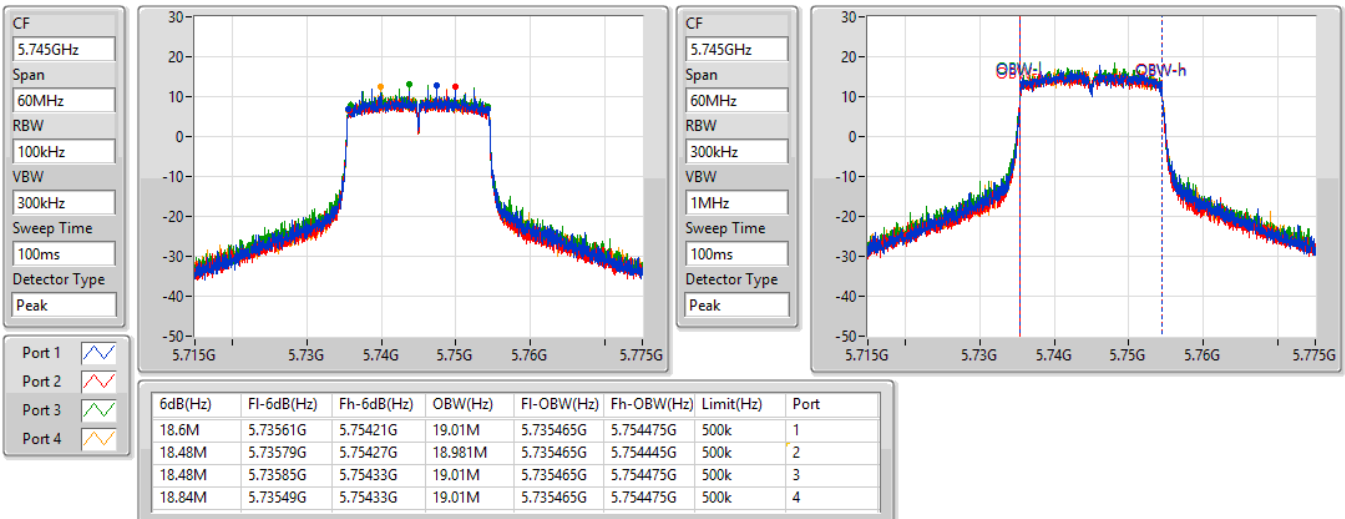 CF
5.745GHz
Span
60MHz
RBW
100kHz
VBW
300kHz
Sweep Time
100ms
Detector Type
Peak
30
20
10
0
-10
-20
-30
-40
-50
5.715G 5.73G 5.74G 5.75G 5.76G 5.775G
CF
5.745GHz
Span
60MHz
RBW
300kHz
VBW
1MHz
Sweep Time
100ms
Detector Type
Peak
30
20
10
0
-10
-20
-30
-40
-50
OBW-l OBW-h
5.715G 5.73G 5.74G 5.75G 5.76G 5.775G
Port 1
Port 2
Port 3
Port 4
6dB(Hz) Fl-6dB(Hz) Fh-6dB(Hz) OBW(Hz) Fl-OBW(Hz) Fh-OBW(Hz) Limit(Hz) Port
18.6M 5.73561G 5.75421G 19.01M 5.735465G 5.754475G 500k 1
18.48M 5.73579G 5.75427G 18.981M 5.735465G 5.754445G 500k 2
18.48M 5.73585G 5.75433G 19.01M 5.735465G 5.754475G 500k 3
18.84M 5.73549G 5.75433G 19.01M 5.735465G 5.754475G 500k 4